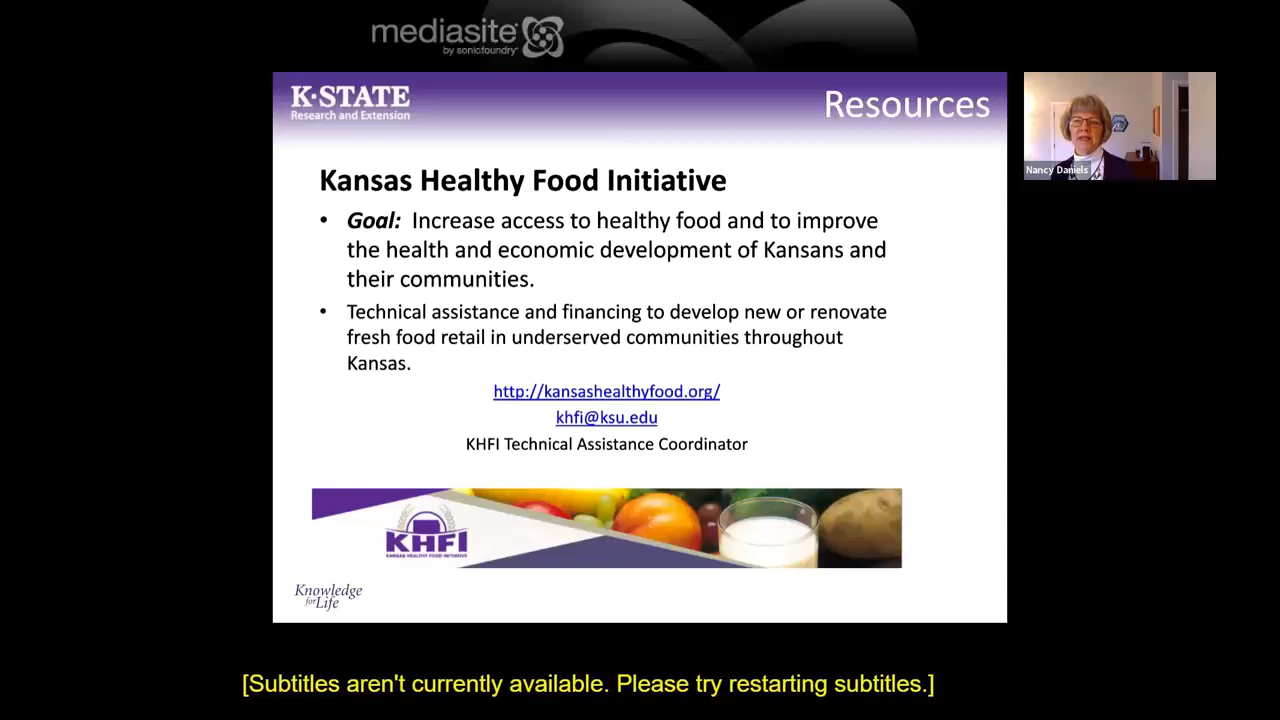 mediasite
by sonicfoundry
K·STATE
Research and Extension
Resources
Nancy Daniels
Kansas Healthy Food Initiative
• Goal: Increase access to healthy food and to improve
the health and economic development of Kansans and
their communities.
• Technical assistance and financing to develop new or renovate
fresh food retail in underserved communities throughout
Kansas.
http://kansashealthyfood.org/
khfi@ksu.edu
KHFI Technical Assistance Coordinator
KHFI
KANSAS HEALTHY FOOD INITIATIVE
Knowledge
for Life
[Subtitles aren't currently available. Please try restarting subtitles.]